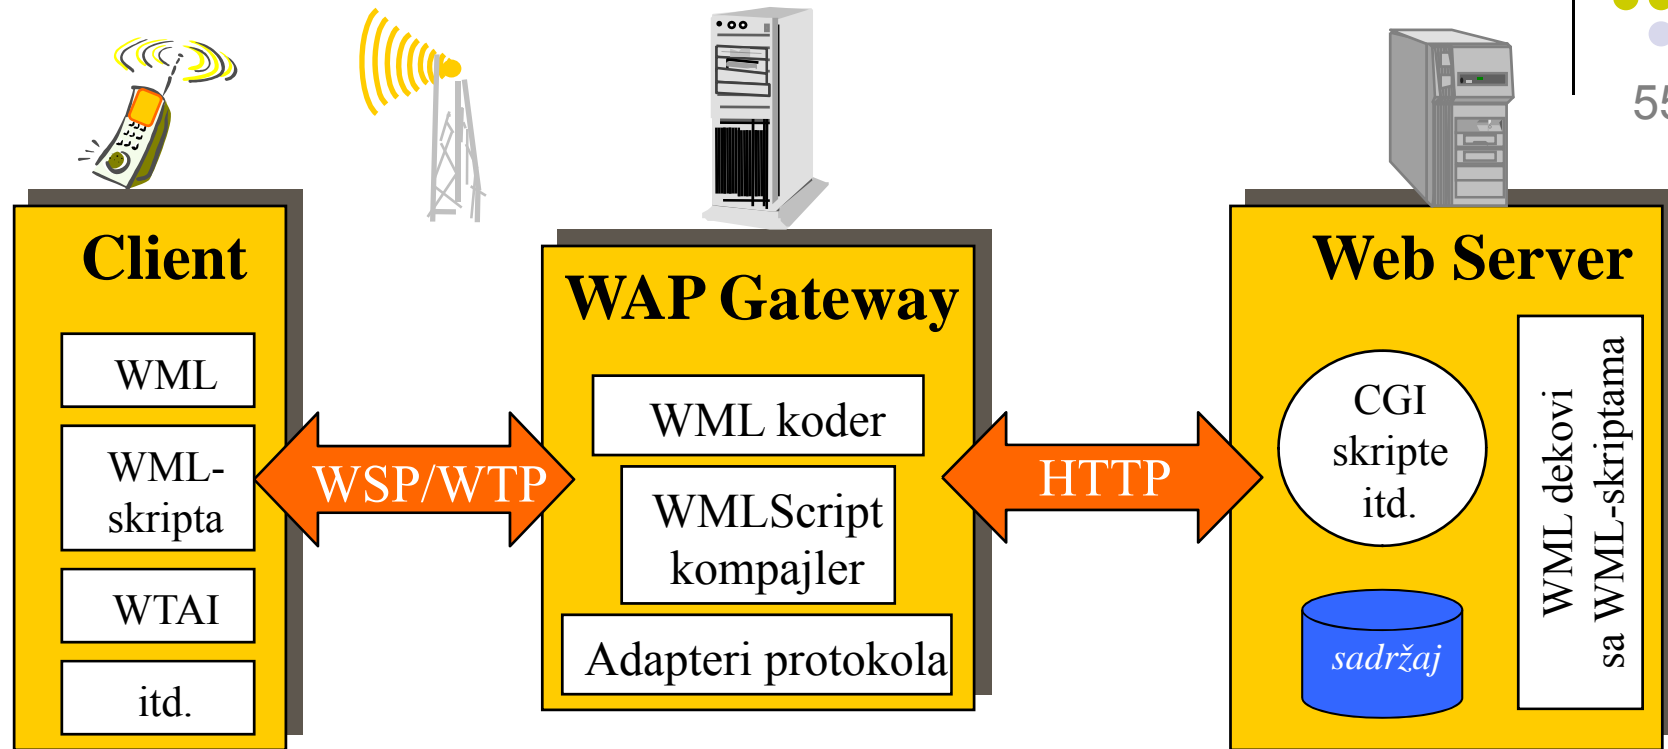 55
Client
WML
WML-
skripta
WTAI
itd.
WSP/WTP
WAP Gateway
WML koder
WMLScript
kompajler
Adapteri protokola
HTTP
Web Server
CGI
skripte
itd.
sadržaj
WML dekovi
sa WML-skriptama